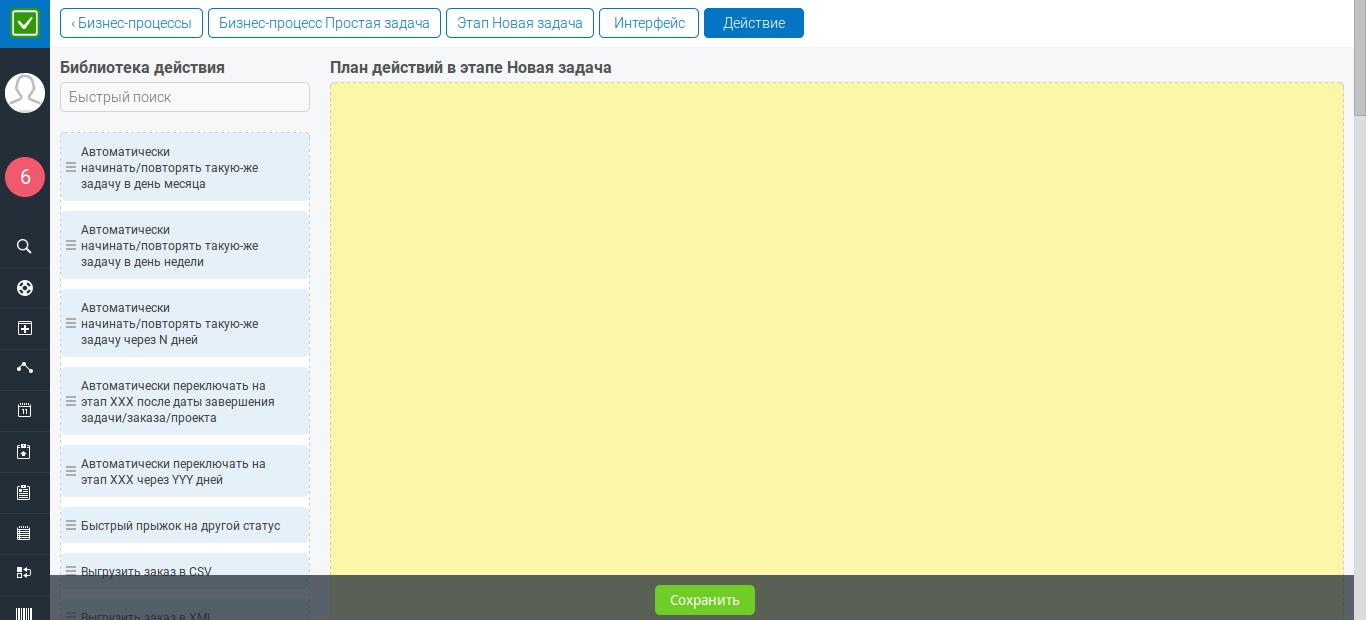 ‹ Бизнес-процессы
Бизнес-процесс Простая задача
Этап Новая задача
Интерфейс
Действие
Библиотека действия
План действий в этапе Новая задача
Быстрый поиск
6
11
Автоматически
начинать/повторять такую-же
задачу в день месяца
Автоматически
начинать/повторять такую-же
задачу в день недели
Автоматически
начинать/повторять такую-же
задачу через N дней
Автоматически переключать на
этап XXX после даты завершения
задачи/заказа/проекта
Автоматически переключать на
этап XXX через YYY дней
Быстрый прыжок на другой статус
Выгрузить заказ в CSV
Выгрузить заказ в XML
Сохранить